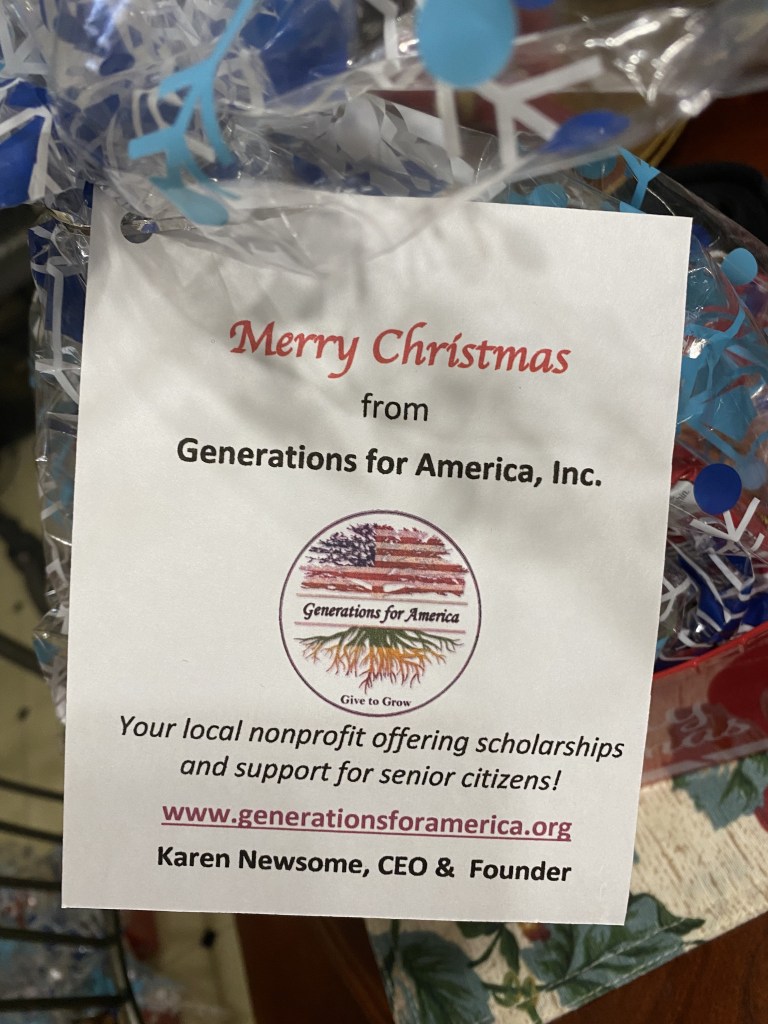 Merry Christmas
from
Generations for America, Inc.
Generations for America
Give to Grow
Your local nonprofit offering scholarships
and support for senior citizens!
www.generationsforamerica.org
Karen Newsome, CEO & Founder